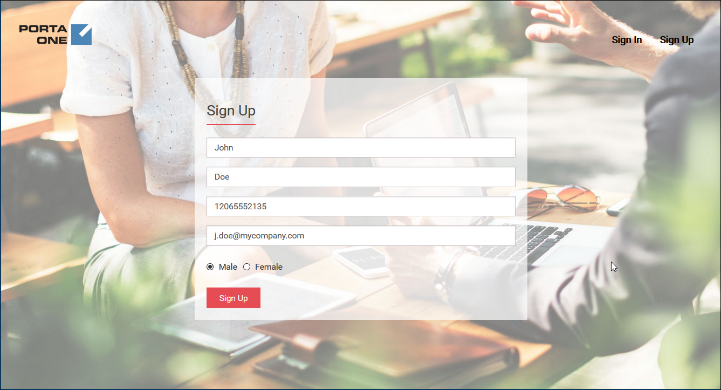 PORTA
ONE
Sign In
Sign Up
Sign Up
John
Doe
12065552135
j.doe@mycompany.com
Male
Female
Sign Up